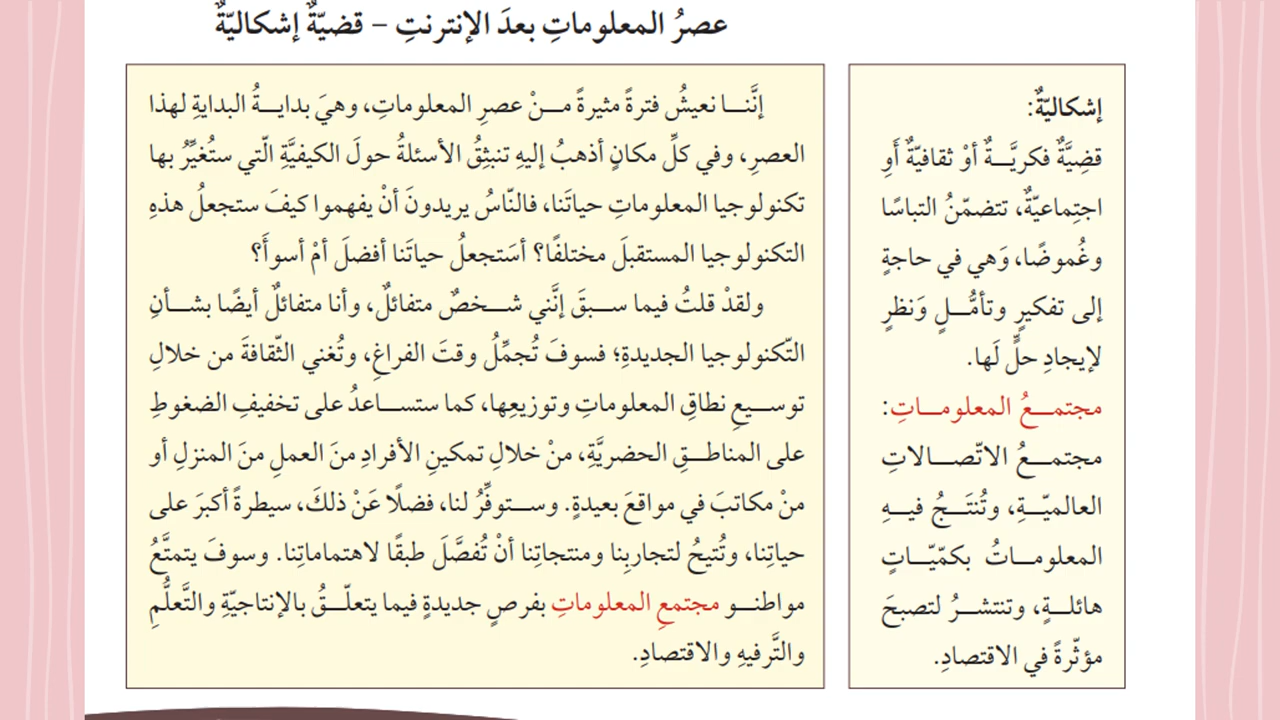 عصرُ المعلوماتِ بعدَ الإنترنتِ – قضيّةٌ إشكاليّةٌ
إشكاليّةٌ:
قضِيَّةٌ فكريَّةٌ أوْ ثقافيّةٌ أَوِ
اجتِماعيّةٌ، تتضمّنُ التباسًا
وغُموضًا، وَهي في حاجةٍ
إلى تفكيرٍ وتأمُّلٍ وَنظرٍ
لإيجادِ حلٍّ لَها.
مجتمعُ المعلوماتِ:
مجتمعُ الاتّصالاتِ
العالميّةِ، وتُنتَجُ فيهِ
المعلوماتُ بكمّيّاتٍ
هائلةٍ، وتنتشرُ لتصبحَ
مؤثّرةً في الاقتصادِ.
إنَّنا نعيشُ فترةً مثيرةً منْ عصرِ المعلوماتِ، وهيَ بدايةُ البدايةِ لهذا
العصرِ، وفي كلِّ مكانٍ أذهبُ إليهِ تنبثِقُ الأسئلةُ حولَ الكيفيَّةِ الّتي ستُغيِّرُ بها
تكنولوجيا المعلوماتِ حياتَنا، فالنّاسُ يريدونَ أنْ يفهموا كيفَ ستجعلُ هذهِ
التكنولوجيا المستقبلَ مختلفًا؟ أسَتجعلُ حياتَنا أفضلَ أمْ أسوأَ؟
ولقدْ قلتُ فيما سبقَ إنَّني شخصٌ متفائلٌ، وأنا متفائلٌ أيضًا بشأنِ
التّكنولوجيا الجديدةِ؛ فسوفَ تُجمِّلُ وقتَ الفراغِ، وتُغني الثّقافةَ من خلالِ
توسيعِ نطاقِ المعلوماتِ وتوزيعِها، كما ستساعدُ على تخفيفِ الضغوطِ
على المناطقِ الحضريَّةِ، منْ خلالِ تمكينِ الأفرادِ منَ العملِ منَ المنزلِ أو
منْ مكاتبَ في مواقعَ بعيدةٍ. وستوفِّرُ لنا، فضلًا عَنْ ذلكَ، سيطرةً أكبرَ على
حياتِنا، وتُتيحُ لتجاربِنا ومنتجاتِنا أنْ تُفصَّلَ طبقًا لاهتماماتِنا. وسوفَ يتمتَّعُ
مواطنو مجتمعِ المعلوماتِ بفرصٍ جديدةٍ فيما يتعلّقُ بالإنتاجيّةِ والتَّعلُّمِ
والتَّرفيهِ والاقتصادِ.